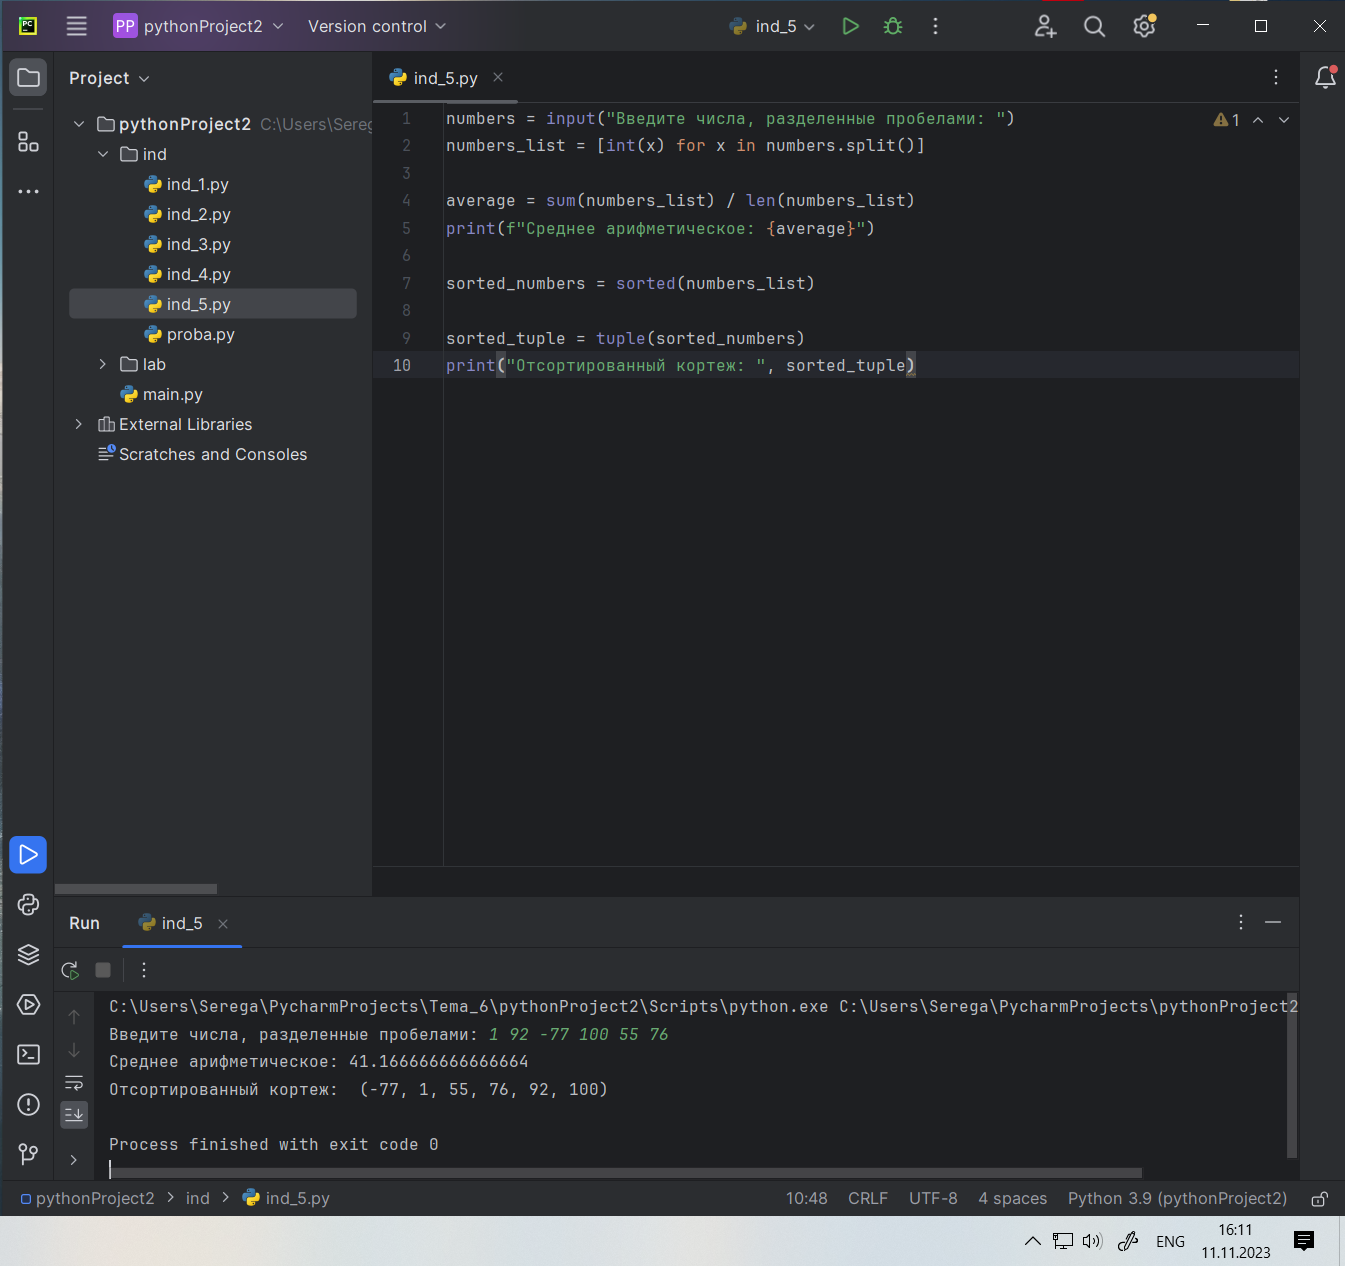 PC
PP pythonProject2 Version control ind_5
Project
ind_5.py
pythonProject2 C:\Users\Sereg
ind
ind_1.py
ind_2.py
ind_3.py
ind_4.py
ind_5.py
proba.py
lab
main.py
External Libraries
Scratches and Consoles
1 numbers = input("Введите числа, разделенные пробелами: ") 1
2 numbers_list = [int(x) for x in numbers.split()]
3
4 average = sum(numbers_list) / len(numbers_list)
5 print(f"Среднее арифметическое: {average}")
6
7 sorted_numbers = sorted(numbers_list)
8
9 sorted_tuple = tuple(sorted_numbers)
10 print("Отсортированный кортеж: ", sorted_tuple)
Run ind_5
C:\Users\Serega\PycharmProjects\Tema_6\pythonProject2\Scripts\python.exe C:\Users\Serega\PycharmProjects\pythonProject2
Введите числа, разделенные пробелами: 1 92 -77 100 55 76
Среднее арифметическое: 41.166666666666664
Отсортированный кортеж:  (-77, 1, 55, 76, 92, 100)
Process finished with exit code 0
pythonProject2 > ind > ind_5.py 10:48 CRLF UTF-8 4 spaces Python 3.9 (pythonProject2)
ENG
16:11
11.11.2023